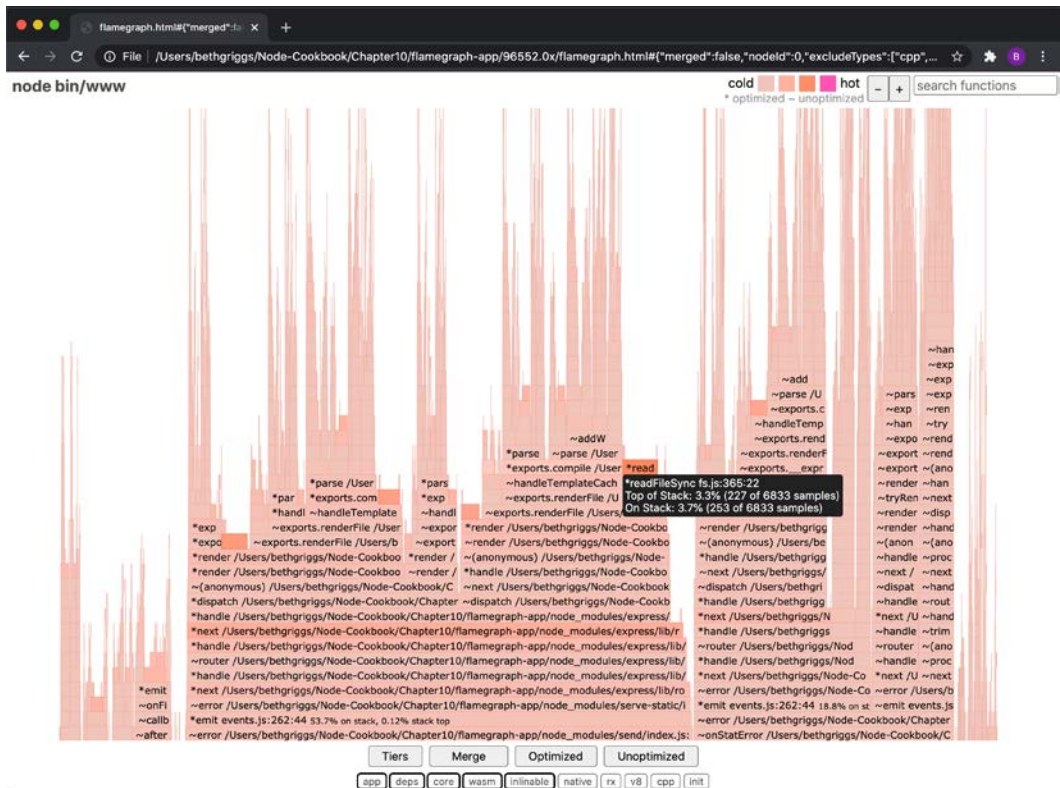 flamegraph.html#{"merged":fa
File /Users/bethgriggs/Node-Cookbook/Chapter10/flamegraph-app/96552.0x/flamegraph.html#{"merged":false,"nodeId":0,"excludeTypes":["cpp",...
B
node bin/www
cold hot
* optimized ~ unoptimized
- +
search functions
~han
~exp
~add ~exp
~parse /U ~pars ~exp
~exports.c ~exp ~ren
~handleTemp ~han ~try
~addW ~exports.rend ~expo ~rend
*parse ~parse /User ~exports.renderF ~export ~exp
*exports.compile /User *read ~exports.__expr ~export ~(ano
*parse /User *pars ~handleTemplateCach *readFileSync fs.js:365:22 ~render ~rend
Top of Stack: 3.3% (227 of 6833 samples)
*par *exports.com *exp ~exports.renderFile /U ~tryRen ~next
On Stack: 3.7% (253 of 6833 samples)
*handl ~handleTemplate ~handl ~exports.renderFile /Users/ ~render ~disp
*exp ~exports.renderFile /User ~expor *render /Users/bethgriggs/Node-Cookbo ~render /Users/bethgrigg ~render ~hand
*expo ~exports.renderFile /Users/b ~export ~render /Users/bethgriggs/Node-Cookbo ~(anonymous) /Users/be ~(anon ~(anon
*render /Users/bethgriggs/Node-Cookboo *render / ~(anonymous) /Users/bethgriggs/Node- *handle /Users/bethgrigg ~handle ~proc
*render /Users/bethgriggs/Node-Cookboo ~render / *handle /Users/bethgriggs/Node-Cookbo ~next /Users/bethgriggs/ ~next / ~next
~(anonymous) /Users/bethgriggs/Node-Cookbook/C ~next /Users/bethgriggs/Node-Cookbo ~dispatch /Users/bethgri ~dispat ~hand
*dispatch /Users/bethgriggs/Node-Cookbook/Chapter ~dispatch /Users/bethgriggs/Node-Cookb *handle /Users/bethgrigg ~handle ~rout
*handle /Users/bethgriggs/Node-Cookbook/Chapter10/flamegraph-app/node_modules/express/ *next /Users/bethgriggs/N *next /U ~hand
*next /Users/bethgriggs/Node-Cookbook/Chapter10/flamegraph-app/node_modules/express/lib/r *handle /Users/bethgriggs ~handle ~trim
*handle /Users/bethgriggs/Node-Cookbook/Chapter10/flamegraph-app/node_modules/express/lib/ ~router /Users/bethgriggs/Nod ~router ~(ano
~router /Users/bethgriggs/Node-Cookbook/Chapter10/flamegraph-app/node_modules/express/lib/ *handle /Users/bethgriggs/Nod ~handle ~proc
*handle /Users/bethgriggs/Node-Cookbook/Chapter10/flamegraph-app/node_modules/express/lib/ *next /Users/bethgriggs/Node-Co *next /U ~next
*emit *next /Users/bethgriggs/Node-Cookbook/Chapter10/flamegraph-app/node_modules/express/lib/ro ~error /Users/bethgriggs/Node-Co ~error /Users/b
~onFi ~error /Users/bethgriggs/Node-Cookbook/Chapter10/flamegraph-app/node_modules/serve-static/i *emit events.js:262:44 18.8% on st ~emit events.js
~callb *emit events.js:262:44 53.7% on stack, 0.12% stack top ~error /Users/bethgriggs/Node-Cookbook/Chapter
~after ~error /Users/bethgriggs/Node-Cookbook/Chapter10/flamegraph-app/node_modules/send/index.js: ~onStatError /Users/bethgriggs/Node-Cookbook/C
Tiers Merge Optimized Unoptimized
app deps core wasm inlinable native rx v8 cpp init